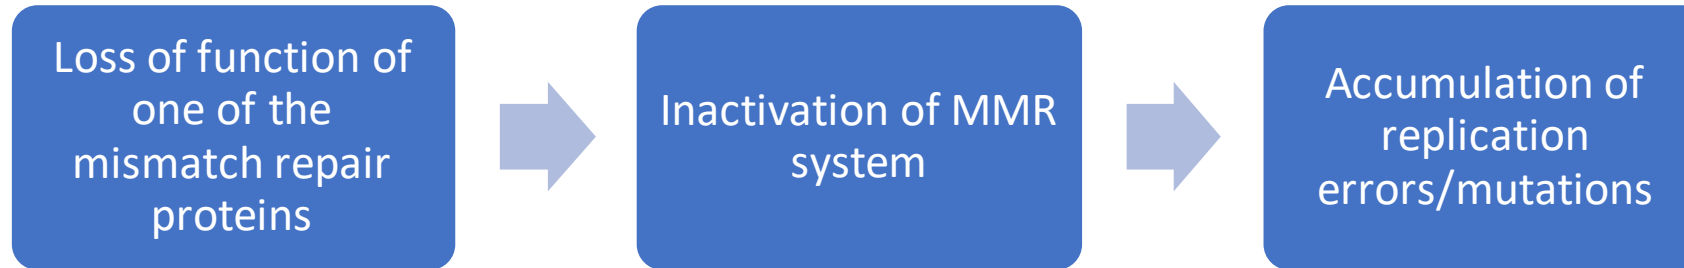 Loss of function of
one of the
mismatch repair
proteins
Inactivation of MMR
system
Accumulation of
replication
errors/mutations